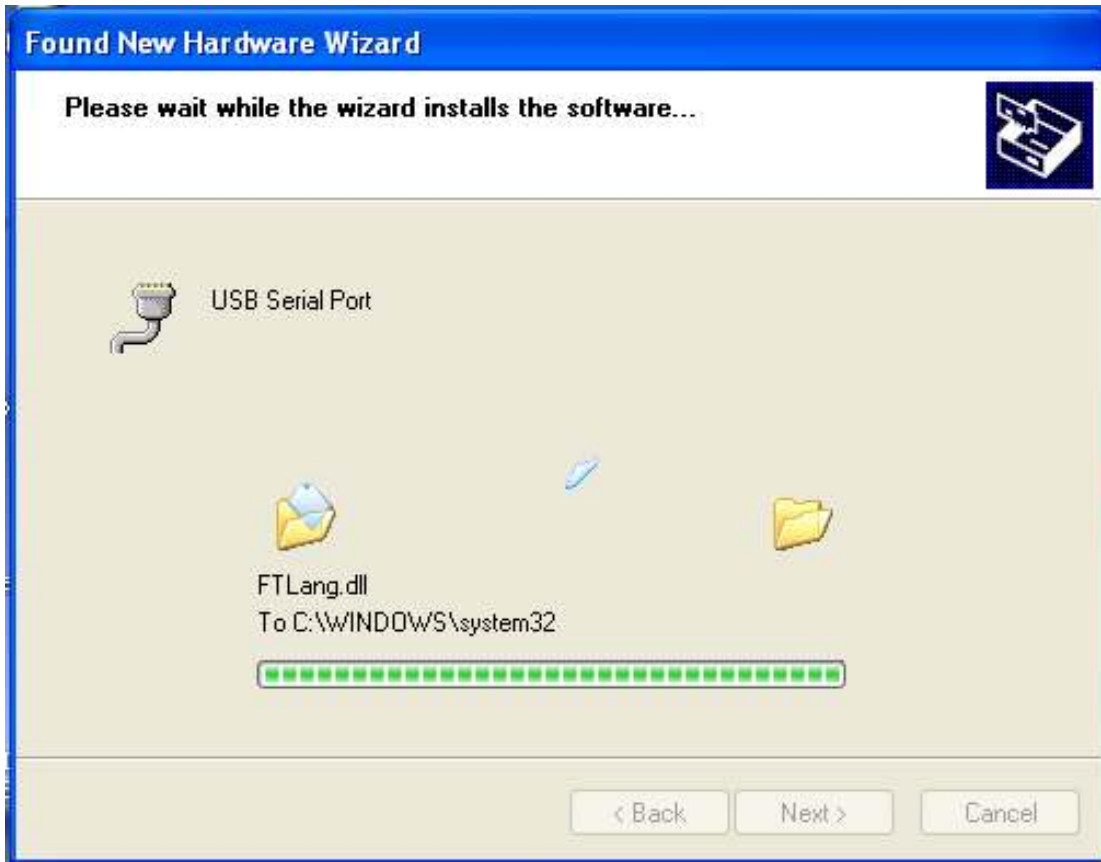 Found New Hardware Wizard
Please wait while the wizard installs the software...
USB Serial Port
FTLang.dll
To C:\WINDOWS\system32
< Back
Next >
Cancel